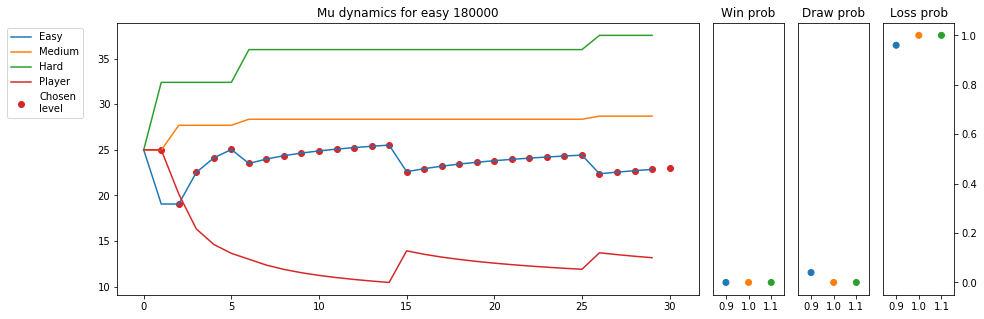 Mu dynamics for easy 180000
Win prob
Draw prob
Loss prob
Easy
Medium
Hard
Player
Chosen
level
35
30
25
20
15
10
0
5
10
15
20
25
30
0.9 1.0 1.1
0.9 1.0 1.1
0.9 1.0 1.1
1.0
0.8
0.6
0.4
0.2
0.0